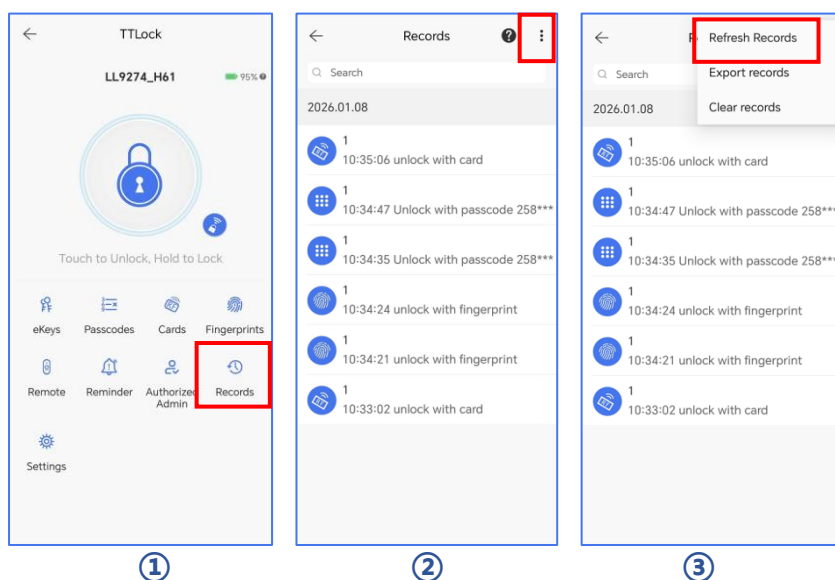 TTLock
LL9274_H61
95%
Touch to Unlock, Hold to Lock
eKeys Passcodes Cards Fingerprints
Remote Reminder Authorized Admin Records
Settings
①
Records
Search
2026.01.08
1
10:35:06 unlock with card
1
10:34:47 Unlock with passcode 258***
1
10:34:35 Unlock with passcode 258***
1
10:34:24 unlock with fingerprint
1
10:34:21 unlock with fingerprint
1
10:33:02 unlock with card
②
Refresh Records
Export records
Clear records
Search
2026.01.08
1
10:35:06 unlock with card
1
10:34:47 Unlock with passcode 258***
1
10:34:35 Unlock with passcode 258***
1
10:34:24 unlock with fingerprint
1
10:34:21 unlock with fingerprint
1
10:33:02 unlock with card
③